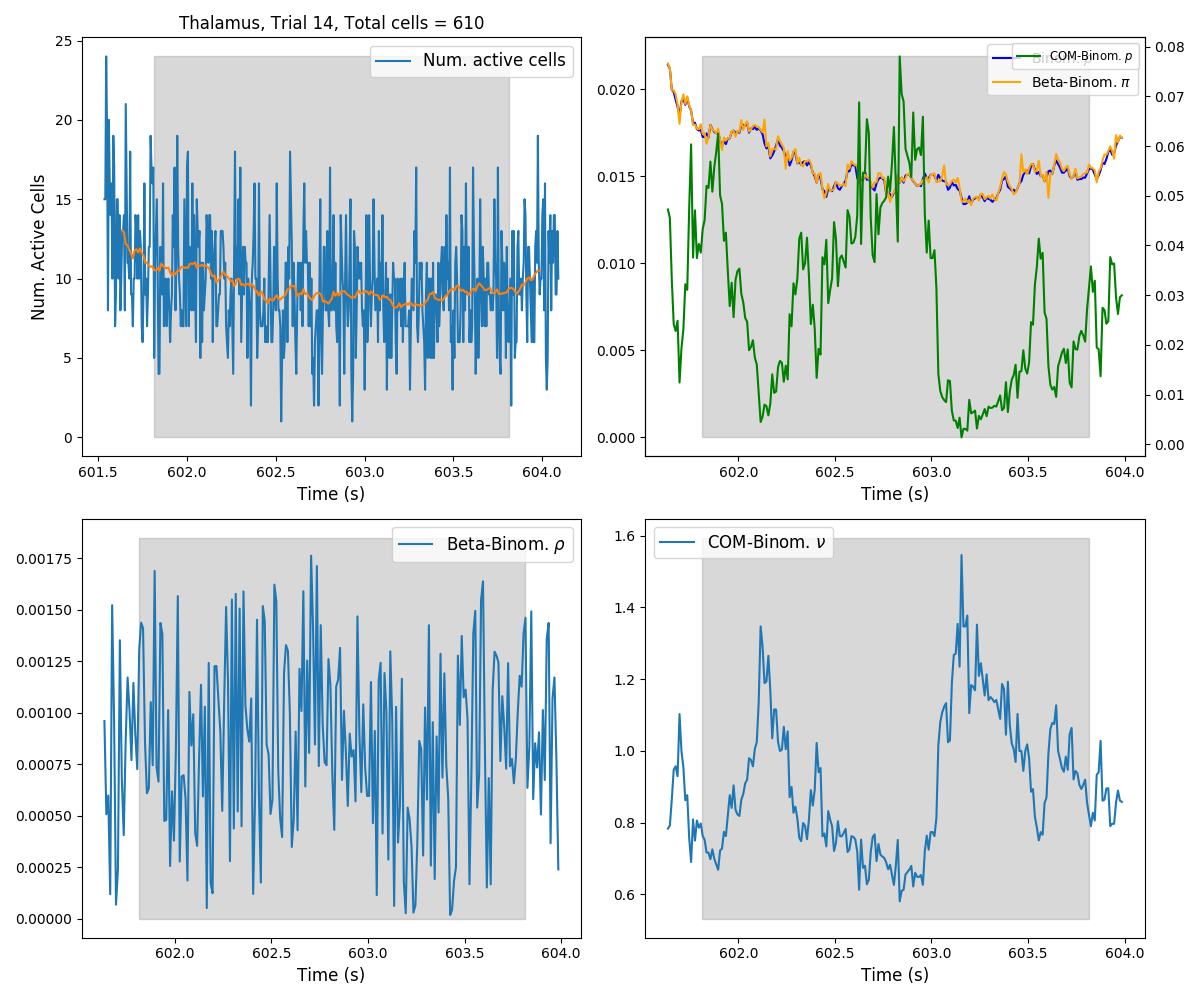 Thalamus, Trial 14, Total cells = 610
Num. active cells
Num. Active Cells
25
20
15
10
5
0
601.5 602.0 602.5 603.0 603.5 604.0
Time (s)
COM-Binom. p
Beta-Binom. π
0.020
0.015
0.010
0.005
0.000
0.08
0.07
0.06
0.05
0.04
0.03
0.02
0.01
0.00
602.0 602.5 603.0 603.5 604.0
Time (s)
Beta-Binom. ρ
0.00175
0.00150
0.00125
0.00100
0.00075
0.00050
0.00025
0.00000
602.0 602.5 603.0 603.5 604.0
Time (s)
COM-Binom. ν
1.6
1.4
1.2
1.0
0.8
0.6
602.0 602.5 603.0 603.5 604.0
Time (s)